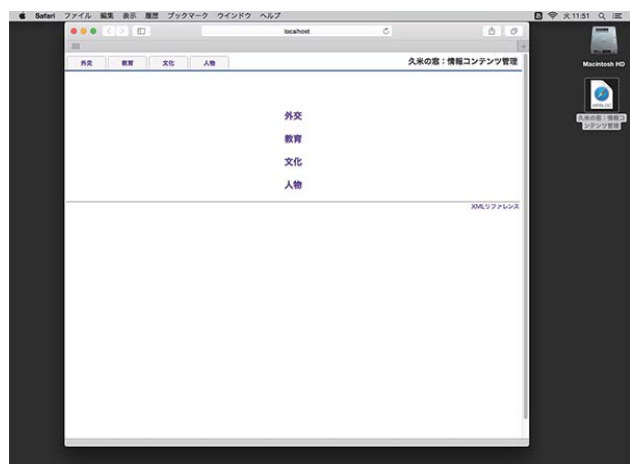 Safari ファイル 編集 表示 履歴 ブックマーク ウインドウ ヘルプ
火11:51
localhost
外交 教育 文化 人物
久米の窓：情報コンテンツ管理
外交
教育
文化
人物
XMLリファレンス
Macintosh HD
久米の窓：情報コ
ンテンツ管理